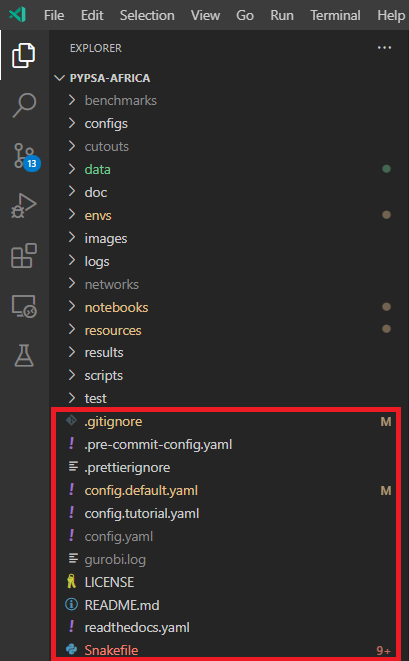 File Edit Selection View Go Run Terminal Help
EXPLORER
PYPSA-AFRICA
benchmarks
configs
cutouts
13
data
doc
envs
images
logs
networks
notebooks
resources
results
scripts
test
.gitignore M
.pre-commit-config.yaml
.prettierignore
config.default.yaml M
config.tutorial.yaml
config.yaml
gurobi.log
LICENSE
README.md
readthedocs.yaml
Snakefile 9+